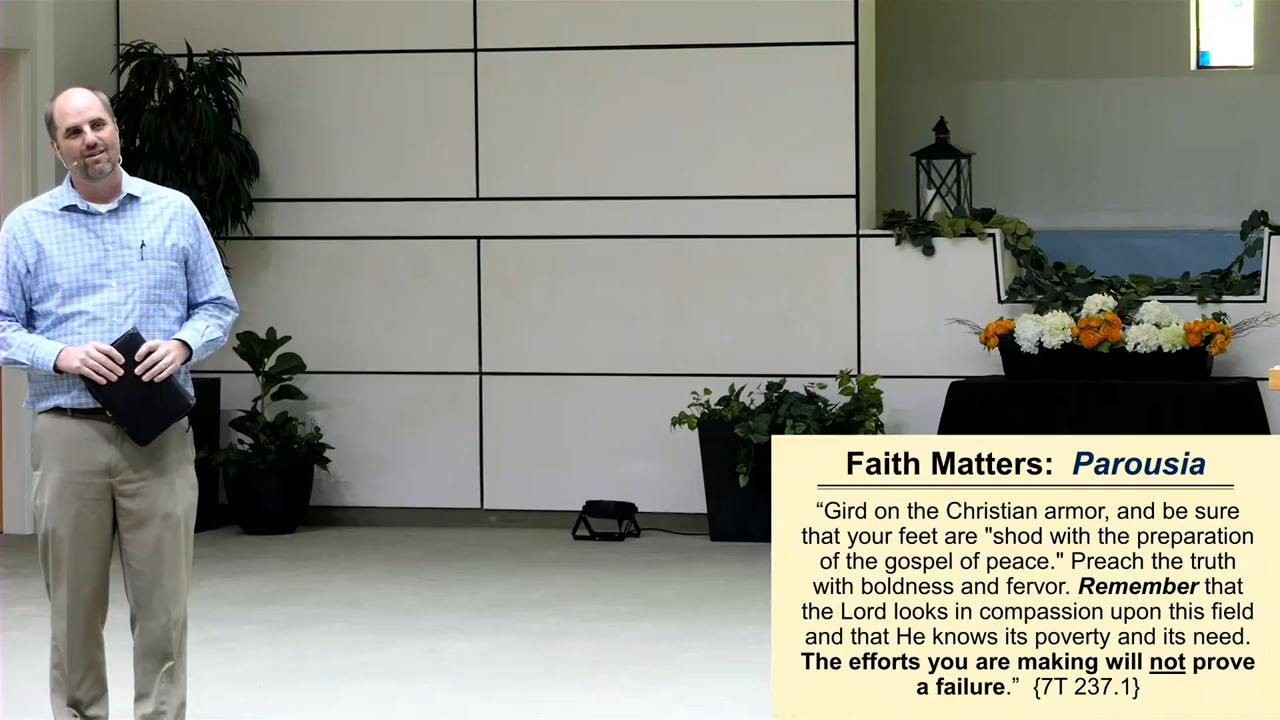 Faith Matters: Parousia
“Gird on the Christian armor, and be sure
that your feet are "shod with the preparation
of the gospel of peace." Preach the truth
with boldness and fervor. Remember that
the Lord looks in compassion upon this field
and that He knows its poverty and its need.
The efforts you are making will not prove
a failure.” {7T 237.1}